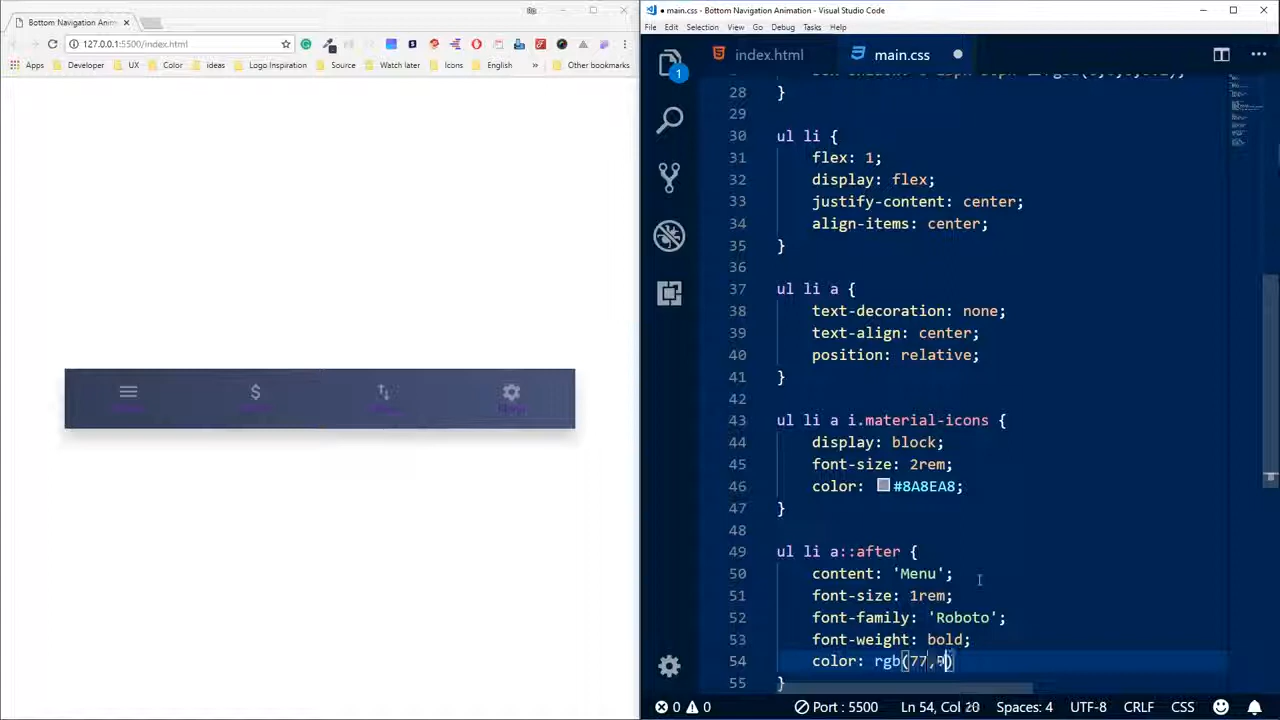 Bottom Navigation Anim
127.0.0.1:5500/index.html
Apps Developer UX Color ideas Logo Inspiration Source Watch later Icons English » Other bookmarks
● main.css - Bottom Navigation Animation - Visual Studio Code
File Edit Selection View Go Debug Tasks Help
index.html main.css
1
28 }
29
30 ul li {
31 flex: 1;
32 display: flex;
33 justify-content: center;
34 align-items: center;
35 }
36
37 ul li a {
38 text-decoration: none;
39 text-align: center;
40 position: relative;
41 }
42
43 ul li a i.material-icons {
44 display: block;
45 font-size: 2rem;
46 color: #8A8EA8;
47 }
48
49 ul li a::after {
50 content: 'Menu';
51 font-size: 1rem;
52 font-family: 'Roboto';
53 font-weight: bold;
54 color: rgb(77,)
55 }
0 0 Port : 5500 Ln 54, Col 20 Spaces: 4 UTF-8 CRLF CSS